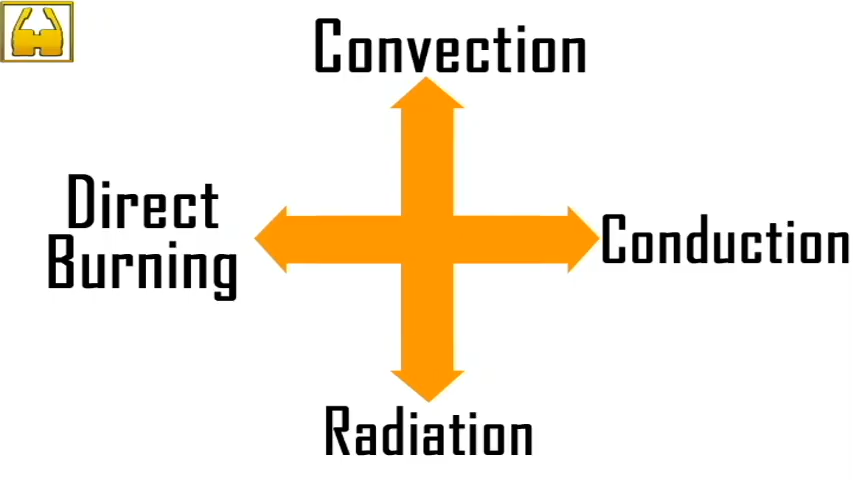 Convection
Direct
Burning
Conduction
Radiation